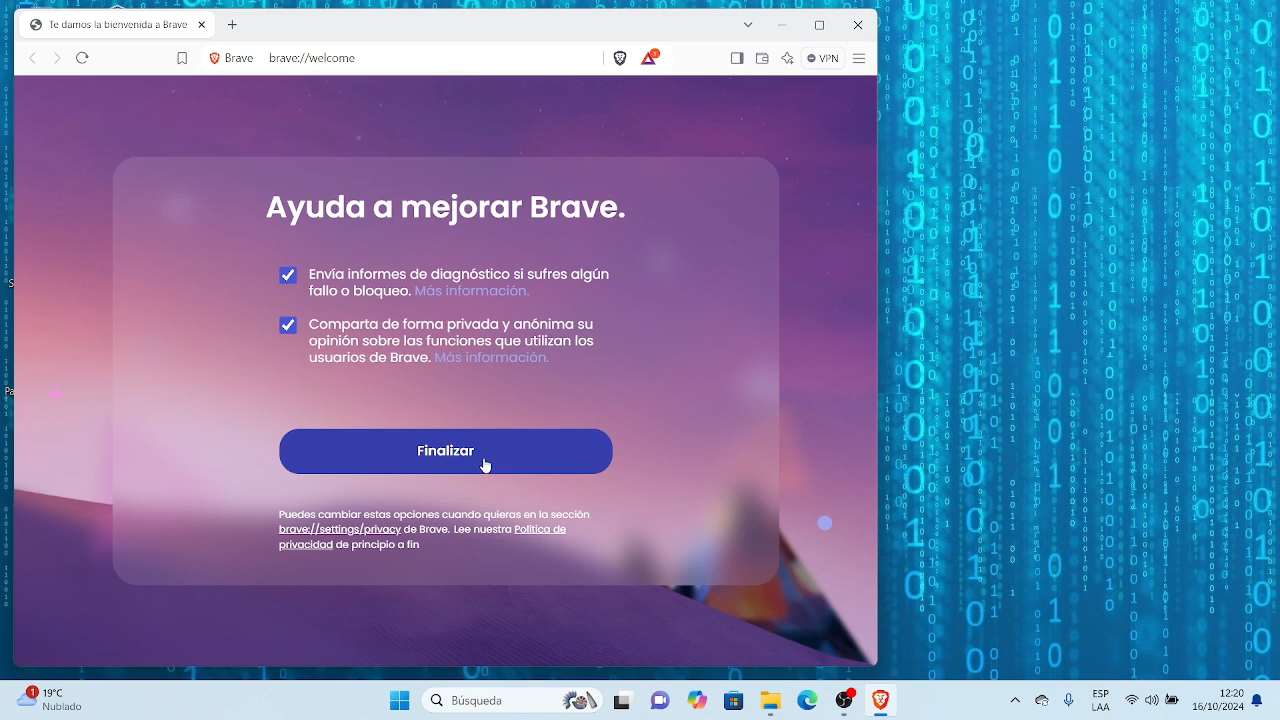 Te damos la bienvenida a Brave
Brave brave://welcome
VPN
Ayuda a mejorar Brave.
Envía informes de diagnóstico si sufres algún
fallo o bloqueo. Más información.
Comparta de forma privada y anónima su
opinión sobre las funciones que utilizan los
usuarios de Brave. Más información.
Finalizar
Puedes cambiar estas opciones cuando quieras en la sección
brave://settings/privacy de Brave. Lee nuestra Política de
privacidad de principio a fin
1
19°C
Nublado
Búsqueda
LAA
12:20
16/10/2024